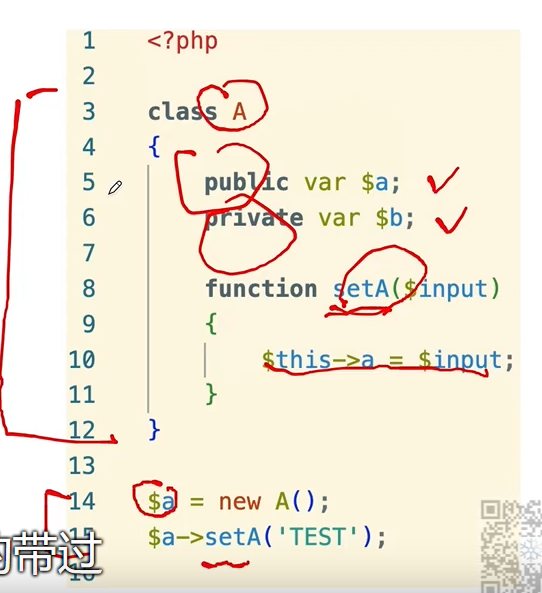 1 <?php
2
3 class A
4 {
5 public var $a;
6 private var $b;
7
8 function setA($input)
9 {
10 $this->a = $input;
11 }
12 }
13
14 $a = new A();
15 $a->setA('TEST');
的带过
16